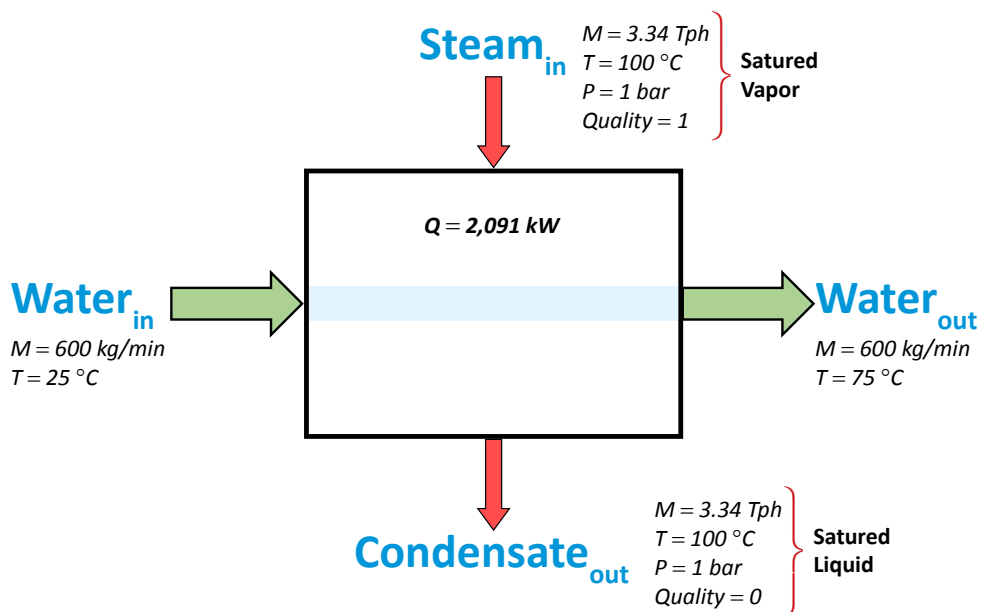 Steam in
M = 3.34 Tph
T = 100 °C
P = 1 bar
Quality = 1
Satured
Vapor
Q = 2,091 kW
Water in
M = 600 kg/min
T = 25 °C
Water out
M = 600 kg/min
T = 75 °C
Condensate out
M = 3.34 Tph
T = 100 °C
P = 1 bar
Quality = 0
Satured
Liquid